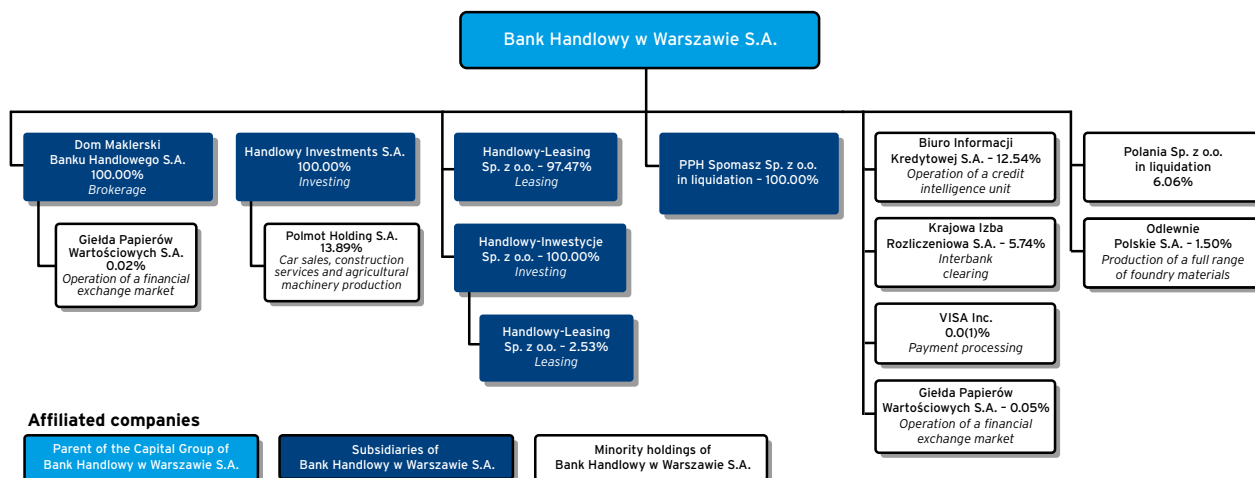 Bank Handlowy w Warszawie S.A.
Dom Maklerski
Banku Handlowego S.A.
100.00%
Brokerage
Giełda Papierów
Wartościowych S.A.
0.02%
Operation of a financial
exchange market
Handlowy Investments S.A.
100.00%
Investing
Polmot Holding S.A.
13.89%
Car sales, construction
services and agricultural
machinery production
Handlowy-Leasing
Sp. z o.o. – 97.47%
Leasing
Handlowy-Inwestycje
Sp. z o.o. – 100.00%
Investing
Handlowy-Leasing
Sp. z o.o. – 2.53%
Leasing
PPH Spomasz Sp. z o.o.
in liquidation – 100.00%
Biuro Informacji
Kredytowej S.A. – 12.54%
Operation of a credit
intelligence unit
Krajowa Izba
Rozliczeniowa S.A. – 5.74%
Interbank
clearing
VISA Inc.
0.0(1)%
Payment processing
Giełda Papierów
Wartościowych S.A. – 0.05%
Operation of a financial
exchange market
Polania Sp. z o.o.
in liquidation
6.06%
Odlewnie
Polskie S.A. – 1.50%
Production of a full range
of foundry materials
Affiliated companies
Parent of the Capital Group of
Bank Handlowy w Warszawie S.A.
Subsidiaries of
Bank Handlowy w Warszawie S.A.
Minority holdings of
Bank Handlowy w Warszawie S.A.